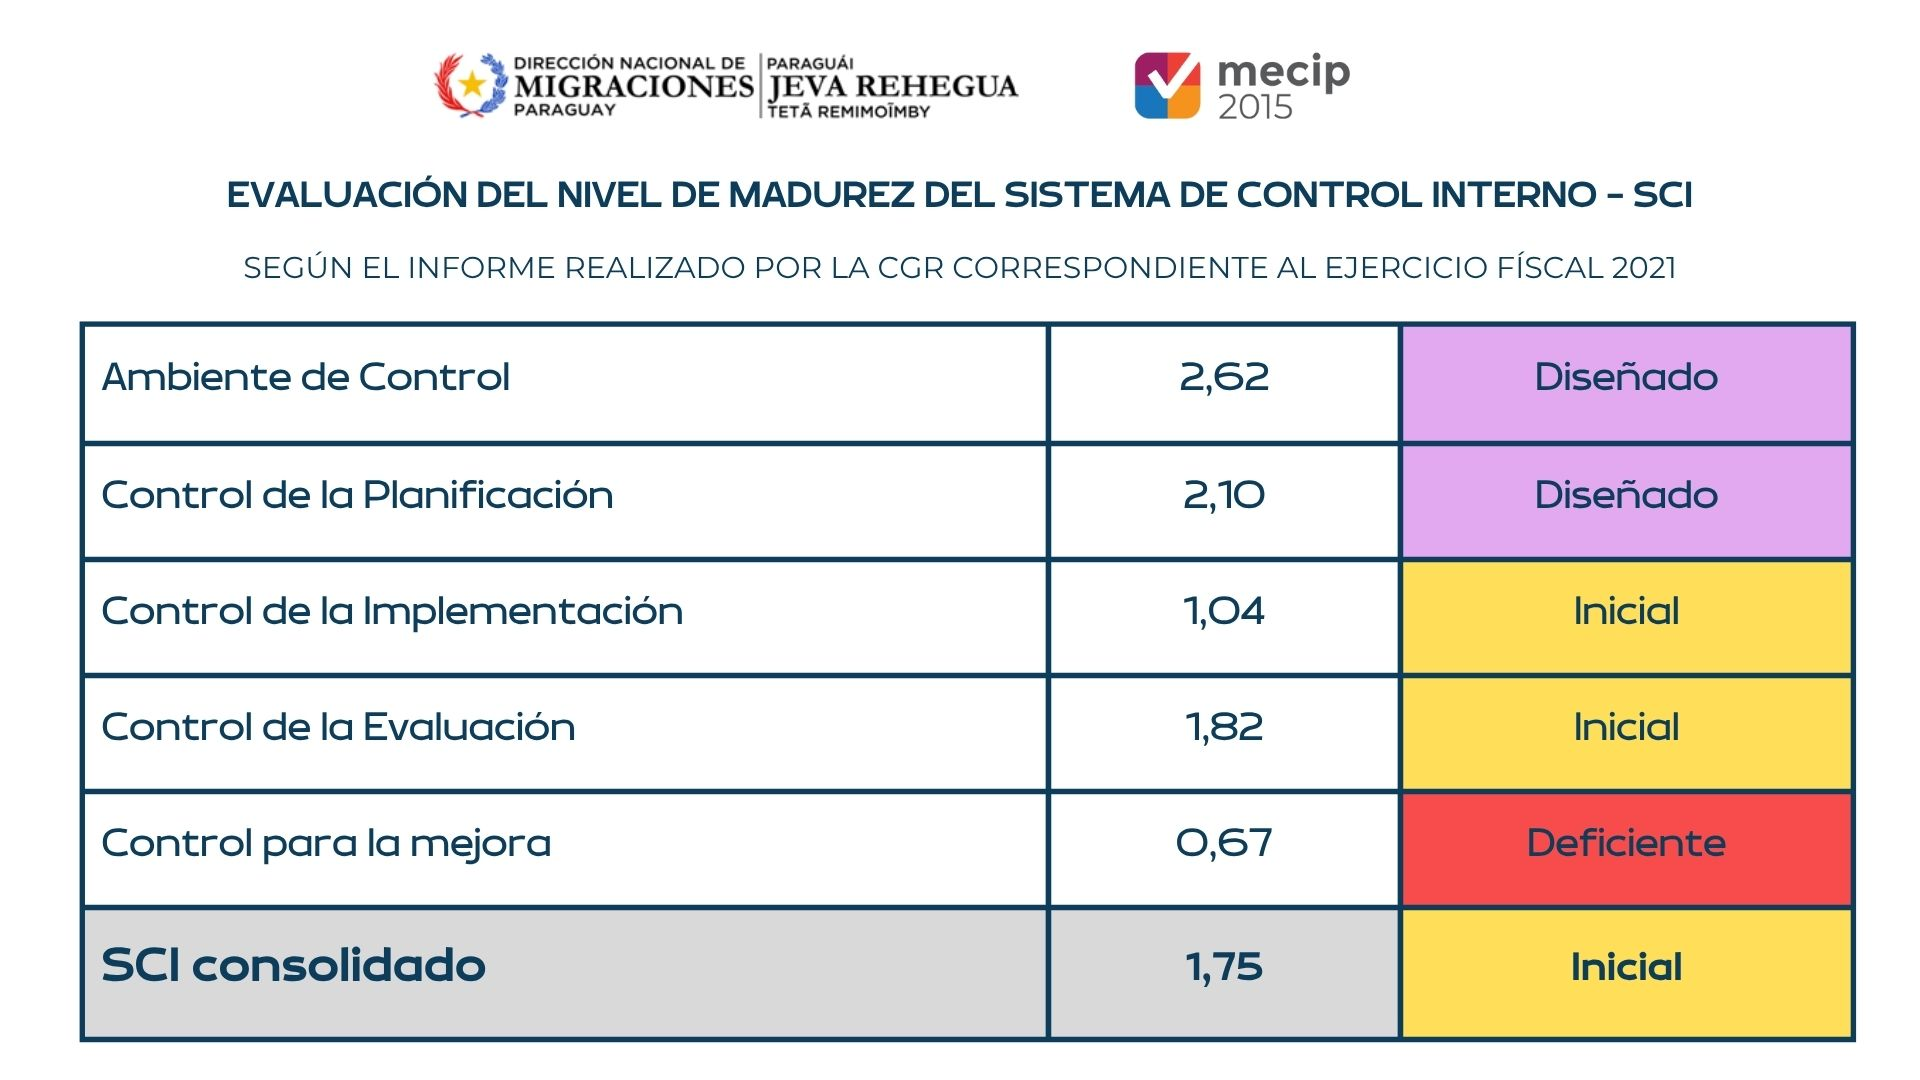 DIRECCIÓN NACIONAL DE
MIGRACIONES
PARAGUAY
PARAGUÁI
JEVA REHEGUA
TETÃ REMIMOĨMBY
mecip
2015
EVALUACIÓN DEL NIVEL DE MADUREZ DEL SISTEMA DE CONTROL INTERNO - SCI
SEGÚN EL INFORME REALIZADO POR LA CGR CORRESPONDIENTE AL EJERCICIO FÍSCAL 2021
Ambiente de Control 2,62 Diseñado
Control de la Planificación 2,10 Diseñado
Control de la Implementación 1,04 Inicial
Control de la Evaluación 1,82 Inicial
Control para la mejora 0,67 Deficiente
SCI consolidado 1,75 Inicial